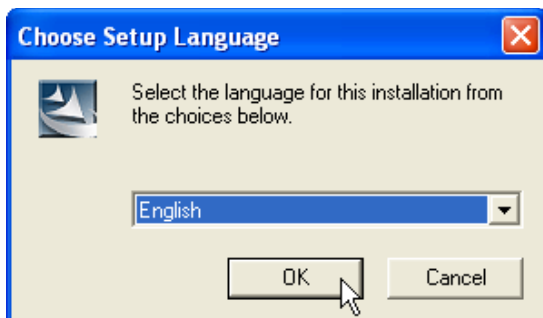 Choose Setup Language
Select the language for this installation from
the choices below.
English
OK
Cancel